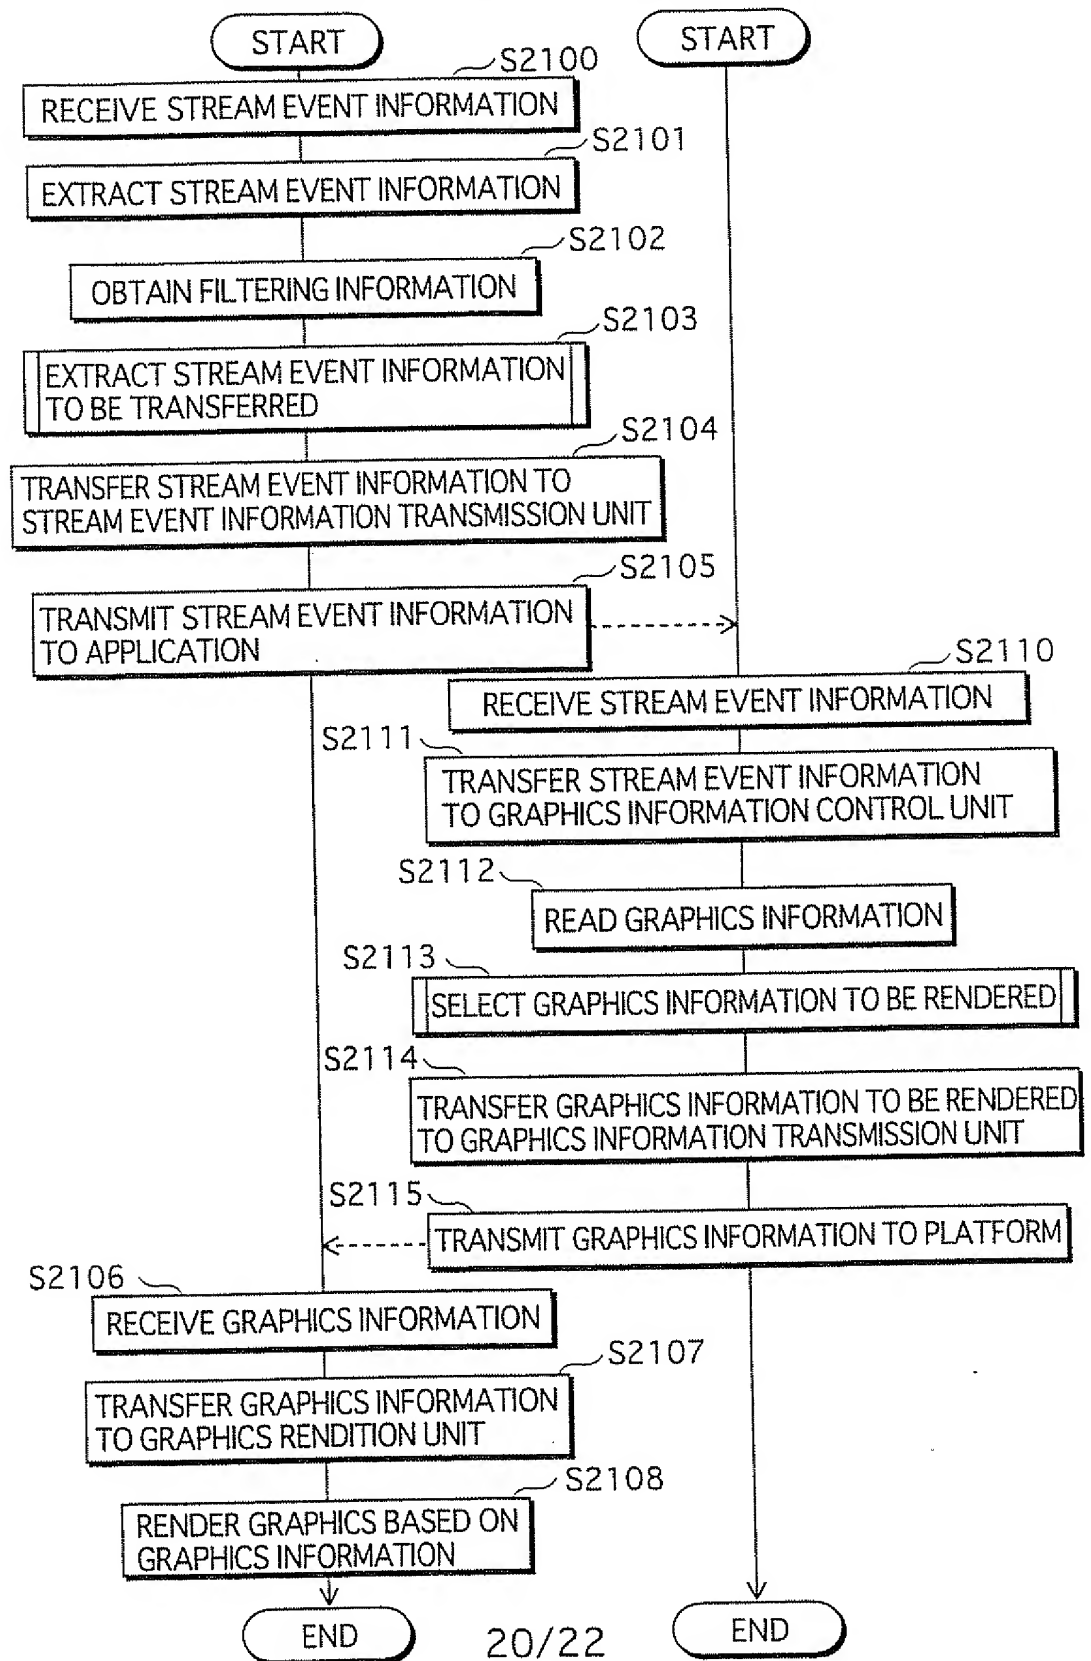 START
START
S2100
RECEIVE STREAM EVENT INFORMATION
S2101
EXTRACT STREAM EVENT INFORMATION
S2102
OBTAIN FILTERING INFORMATION
S2103
EXTRACT STREAM EVENT INFORMATION
TO BE TRANSFERRED
S2104
TRANSFER STREAM EVENT INFORMATION TO
STREAM EVENT INFORMATION TRANSMISSION UNIT
S2105
TRANSMIT STREAM EVENT INFORMATION
TO APPLICATION
S2110
RECEIVE STREAM EVENT INFORMATION
S2111
TRANSFER STREAM EVENT INFORMATION
TO GRAPHICS INFORMATION CONTROL UNIT
S2112
READ GRAPHICS INFORMATION
S2113
SELECT GRAPHICS INFORMATION TO BE RENDERED
S2114
TRANSFER GRAPHICS INFORMATION TO BE RENDERED
TO GRAPHICS INFORMATION TRANSMISSION UNIT
S2115
TRANSMIT GRAPHICS INFORMATION TO PLATFORM
S2106
RECEIVE GRAPHICS INFORMATION
S2107
TRANSFER GRAPHICS INFORMATION
TO GRAPHICS RENDITION UNIT
S2108
RENDER GRAPHICS BASED ON
GRAPHICS INFORMATION
END
20/22
END